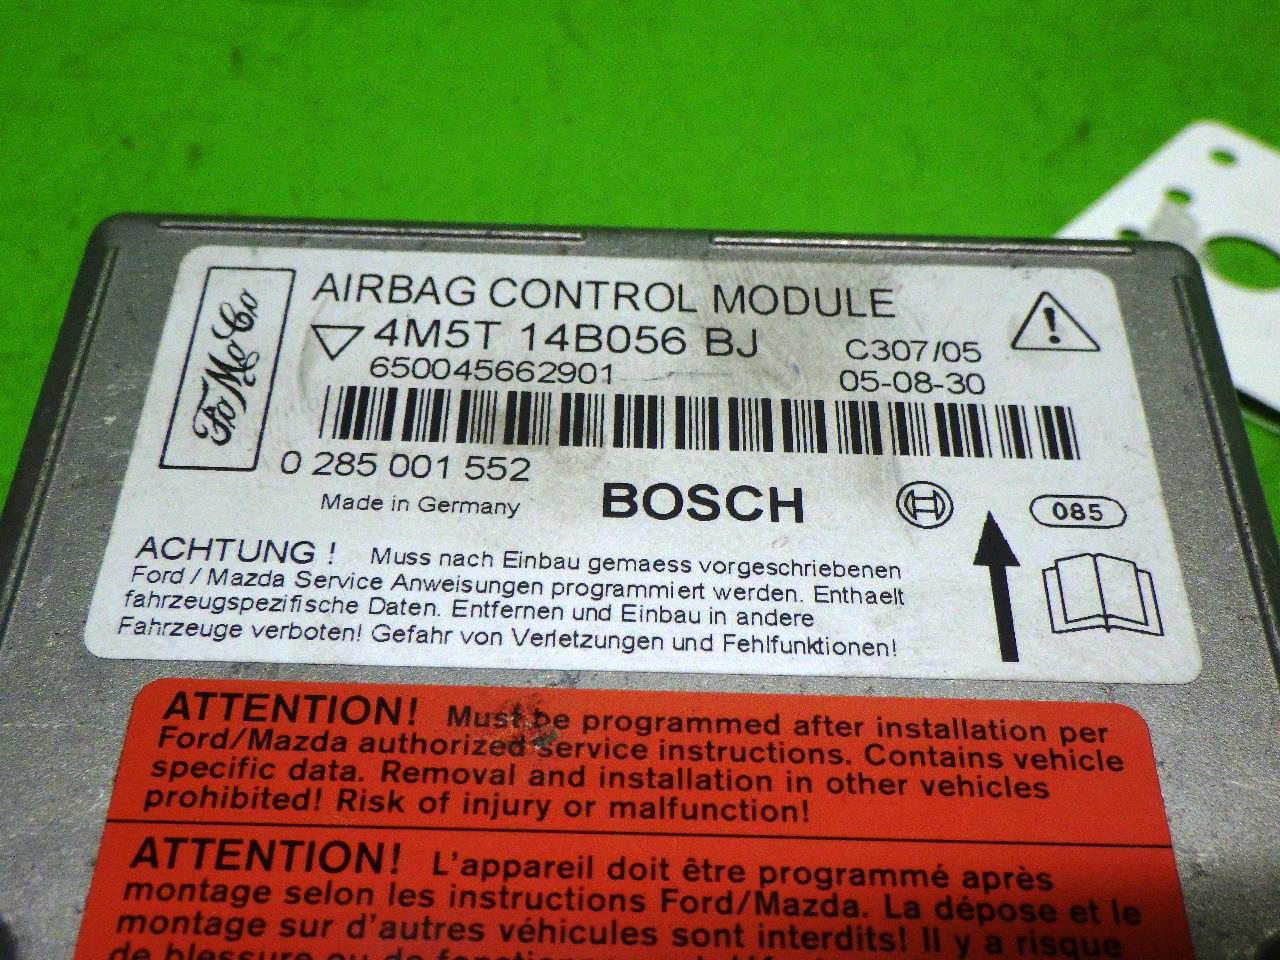 FoMoCo
AIRBAG CONTROL MODULE
4M5T 14B056 BJ
C307/05
650045662901
05-08-30
0 285 001 552
Made in Germany
BOSCH
085
ACHTUNG ! Muss nach Einbau gemaess vorgeschriebenen
Ford / Mazda Service Anweisungen programmiert werden. Enthaelt
fahrzeugspezifische Daten. Entfernen und Einbau in andere
Fahrzeuge verboten! Gefahr von Verletzungen und Fehlfunktionen!
ATTENTION! Must be programmed after installation per
Ford/Mazda authorized service instructions. Contains vehicle
specific data. Removal and installation in other vehicles
prohibited! Risk of injury or malfunction!
ATTENTION! L'appareil doit être programmé après
montage selon les instructions Ford/Mazda. La dépose et le
montage sur d'autres véhicules sont interdits! Il y a risque
de blessure ou de